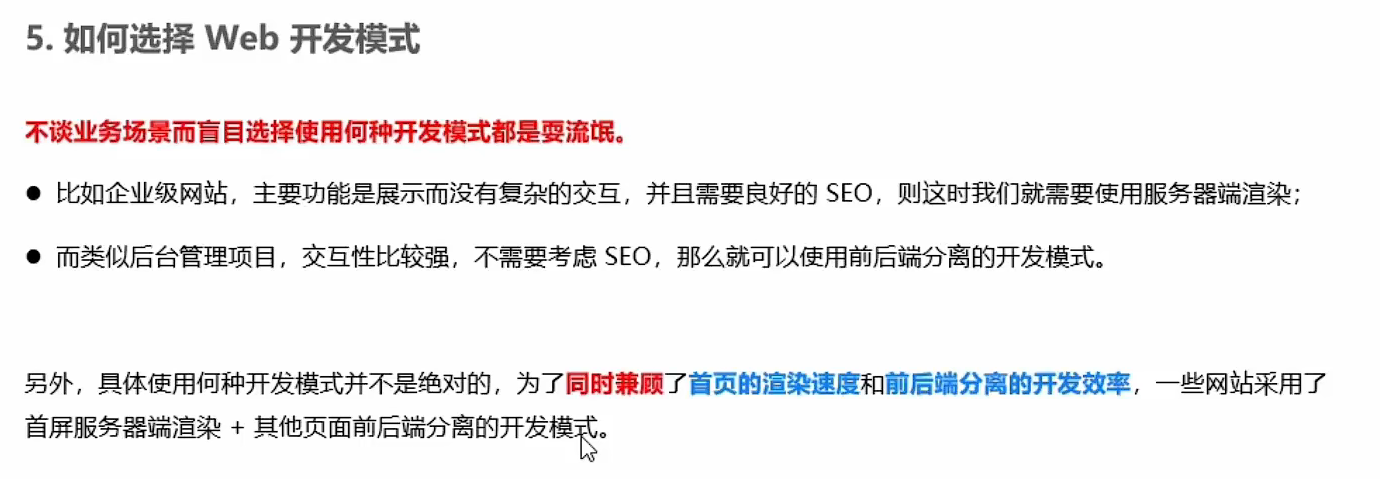 5. 如何选择 Web 开发模式
不谈业务场景而盲目选择使用何种开发模式都是耍流氓。
● 比如企业级网站，主要功能是展示而没有复杂的交互，并且需要良好的 SEO，则这时我们就需要使用服务器端渲染；
● 而类似后台管理项目，交互性比较强，不需要考虑 SEO，那么就可以使用前后端分离的开发模式。
另外，具体使用何种开发模式并不是绝对的，为了同时兼顾了首页的渲染速度和前后端分离的开发效率，一些网站采用了
首屏服务器端渲染 + 其他页面前后端分离的开发模式。